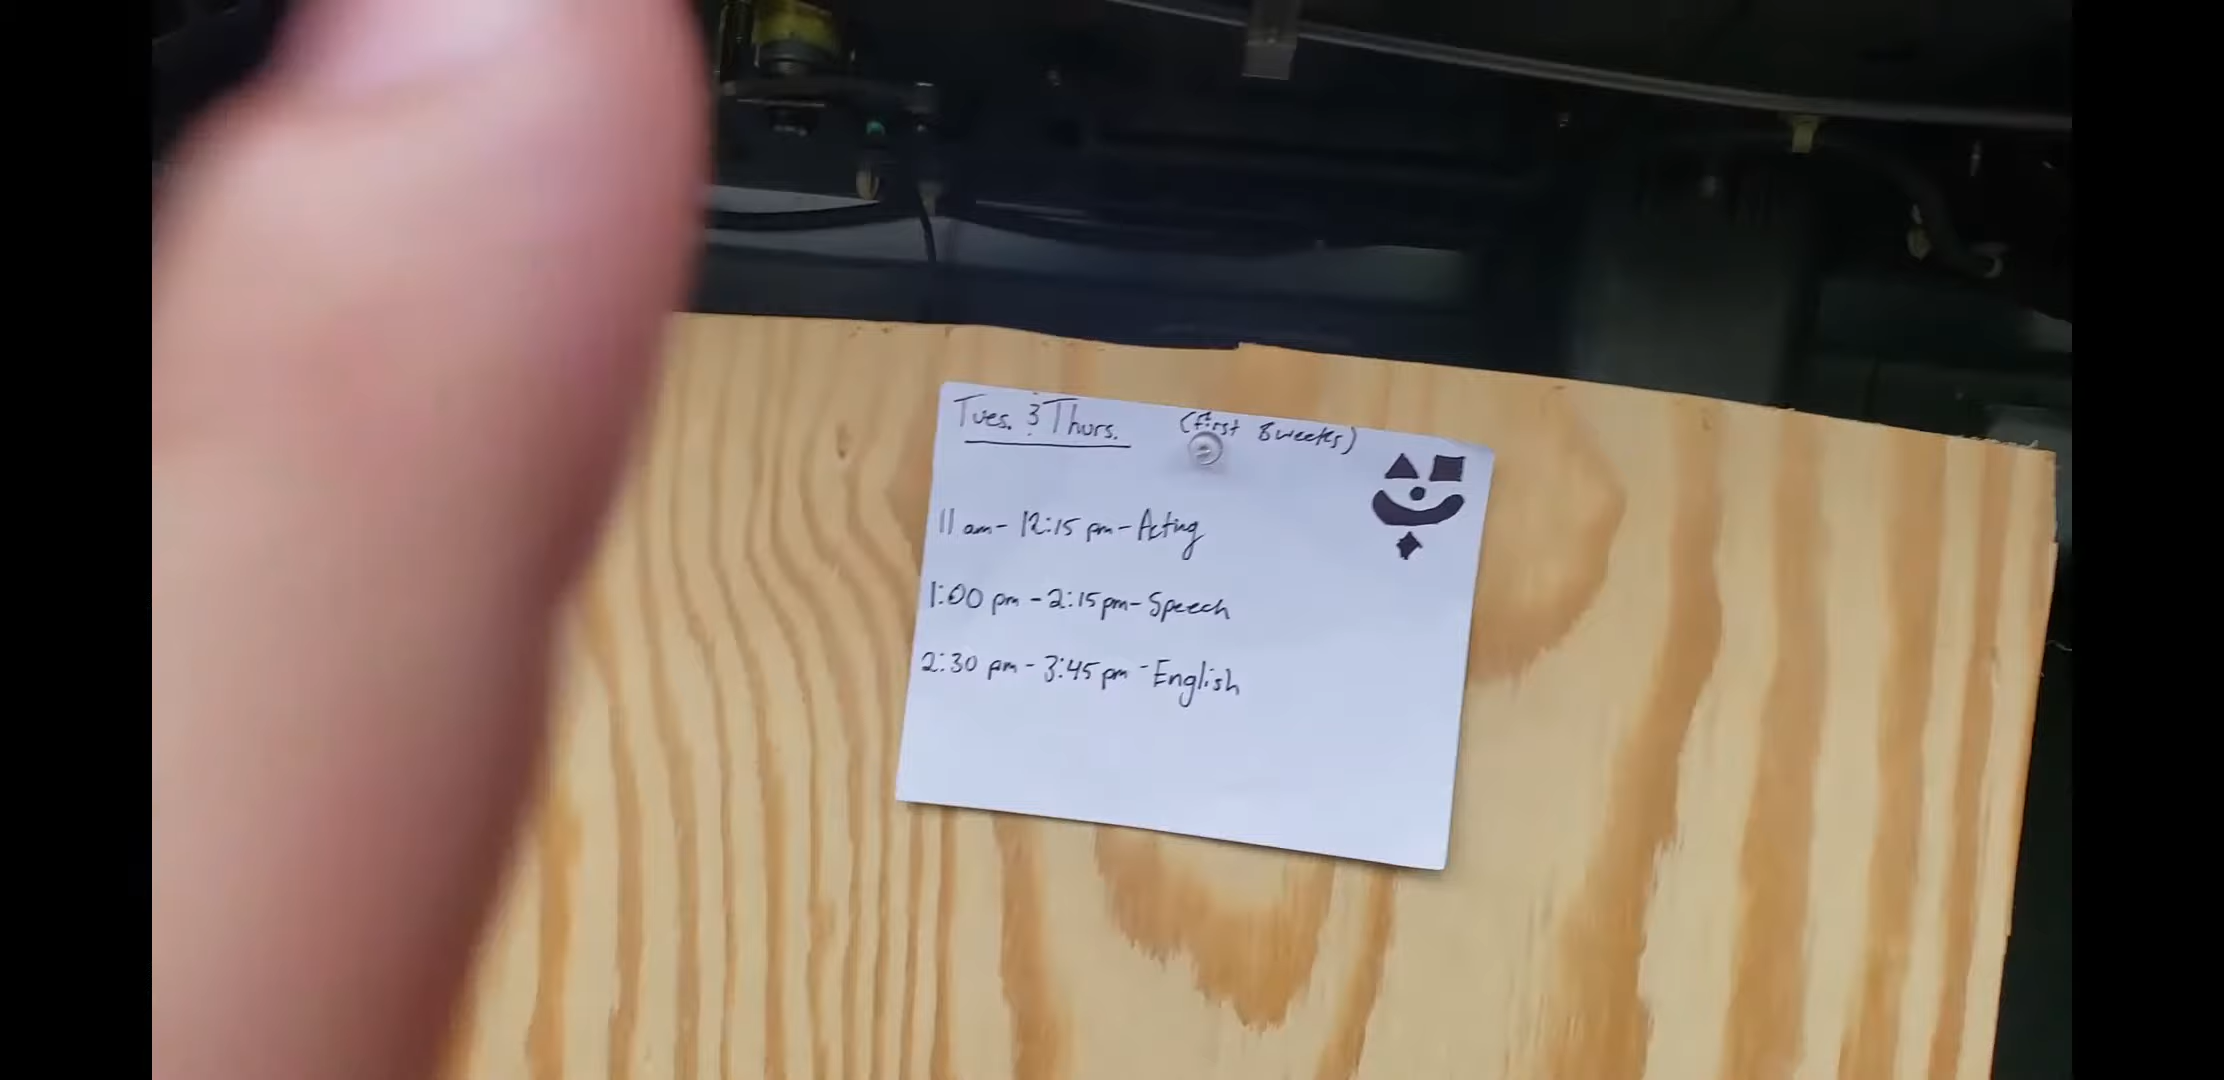 Tues. & Thurs. (first 8 weeks)
11 am - 12:15 pm - Acting
1:00 pm - 2:15 pm - Speech
2:30 pm - 3:45 pm - English